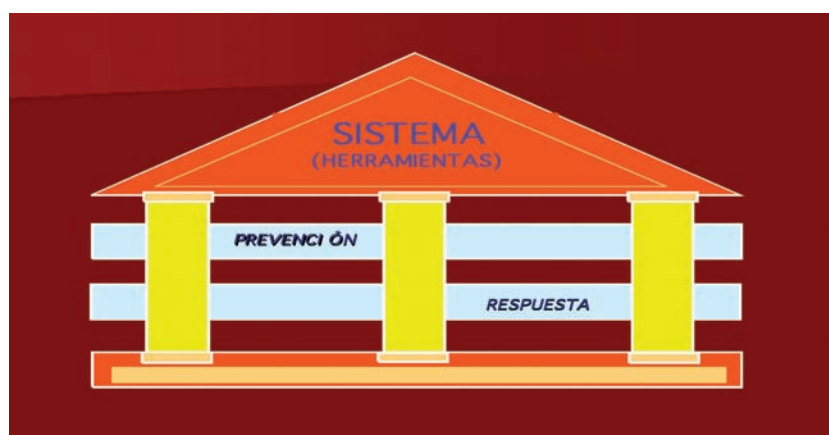 SISTEMA
(HERRAMIENTAS)
PREVENCI ÓN
RESPUESTA